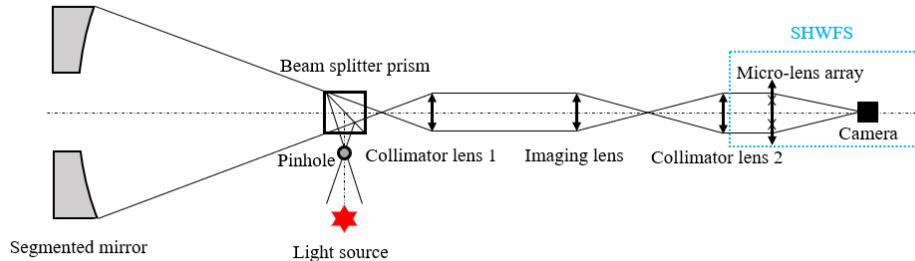 SHWFS
Beam splitter prism
Micro-lens array
Pinhole
Collimator lens 1
Imaging lens
Collimator lens 2
Camera
Segmented mirror
Light source